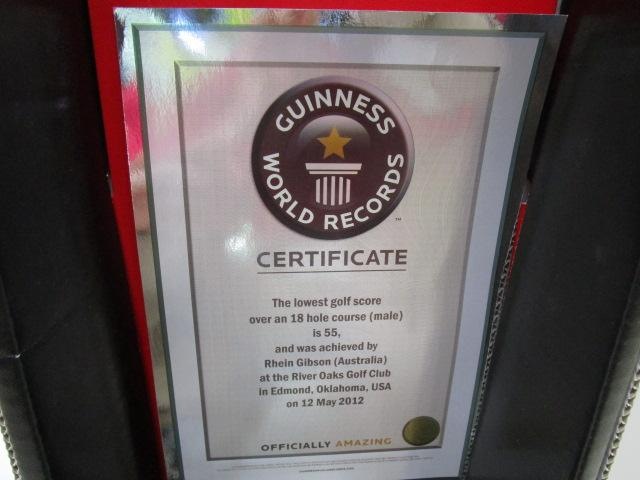 GUINNESS
WORLD RECORDS
TM
CERTIFICATE
The lowest golf score
over an 18 hole course (male)
is 55,
and was achieved by
Rhein Gibson (Australia)
at the River Oaks Golf Club
in Edmond, Oklahoma, USA
on 12 May 2012
OFFICIALLY AMAZING